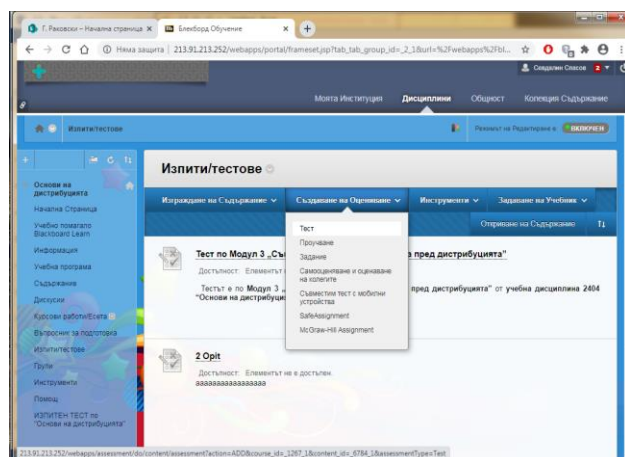 Г. Раковски – Начална страница
Блекборд Обучение
Няма защита
213.91.213.252/webapps/portal/frameset.jsp?tab_tab_group_id=_2_1&url=%2Fwebapps%2Fbl...
2
Моята Институция
Дисциплини
Общност
Колекция Съдържание
Изпити/тестове
Режимът на Редактиране е:
ВКЛЮЧЕН
Основи на дистрибуцията
Начална Страница
Учебно помагало
Blackboard Learn
Информация
Учебна програма
Съдържание
Дискусии
Курсови работи/Есета
Въпросник за подготовка
Изпити/тестове
Групи
Инструменти
Помощ
ИЗПИТЕН ТЕСТ по
"Основи на дистрибуцията"
Изпити/тестове
Изграждане на Съдържание
Създаване на Оценяване
Инструменти
Задаване на Учебник
Откриване на Съдържание
Тест
Проучване
Задание
Самооценяване и оценяване
на колегите
Съвместим тест с мобилни
устройства
SafeAssignment
McGraw-Hill Assignment
Тест по Модул 3 „Съ
а пред дистрибуцията"
Достъпност: Елементът
Тестът е по Модул 3 „
пред дистрибуцията" от учебна дисциплина 2404
"Основи на дистрибуци
2 Opit
Достъпност: Елементът не е достъпен.
213.91.213.252/webapps/assessment/do/content/assessment?action=ADD&course_id=_1267_1&content_id=_6784_1&assessmentType=Test